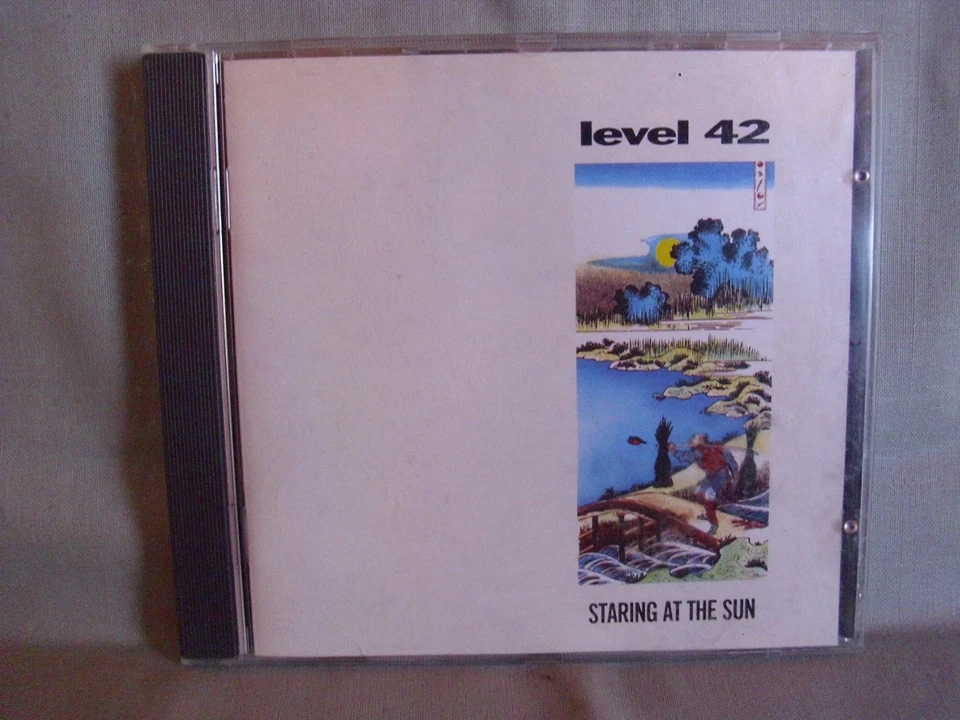 level 42
STARING AT THE SUN